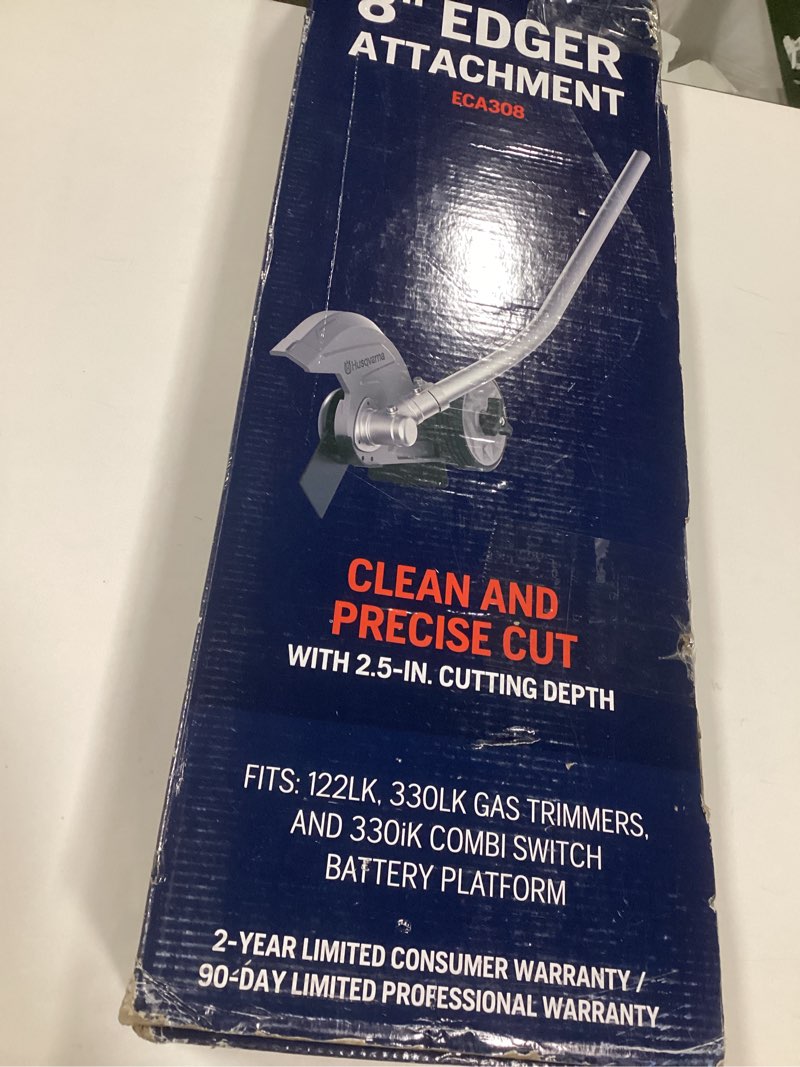 8" EDGER
ATTACHMENT
ECA308
Husqvarna
CLEAN AND
PRECISE CUT
WITH 2.5-IN. CUTTING DEPTH
FITS: 122LK, 330LK GAS TRIMMERS,
AND 330iK COMBI SWITCH
BATTERY PLATFORM
2-YEAR LIMITED CONSUMER WARRANTY /
90-DAY LIMITED PROFESSIONAL WARRANTY